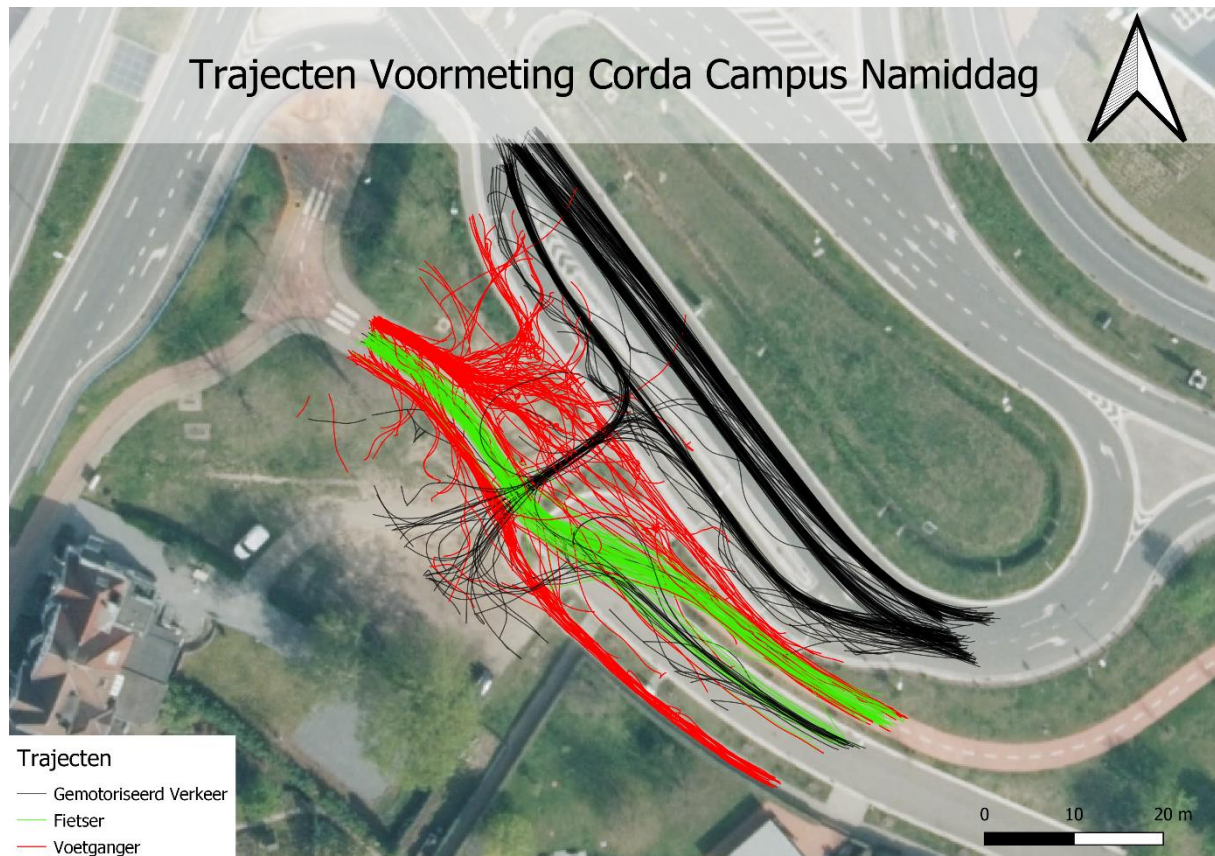 Trajecten Voormeting Corda Campus Namiddag
Trajecten
Gemotoriseerd Verkeer
Fietser
Voetganger
0 10 20 m